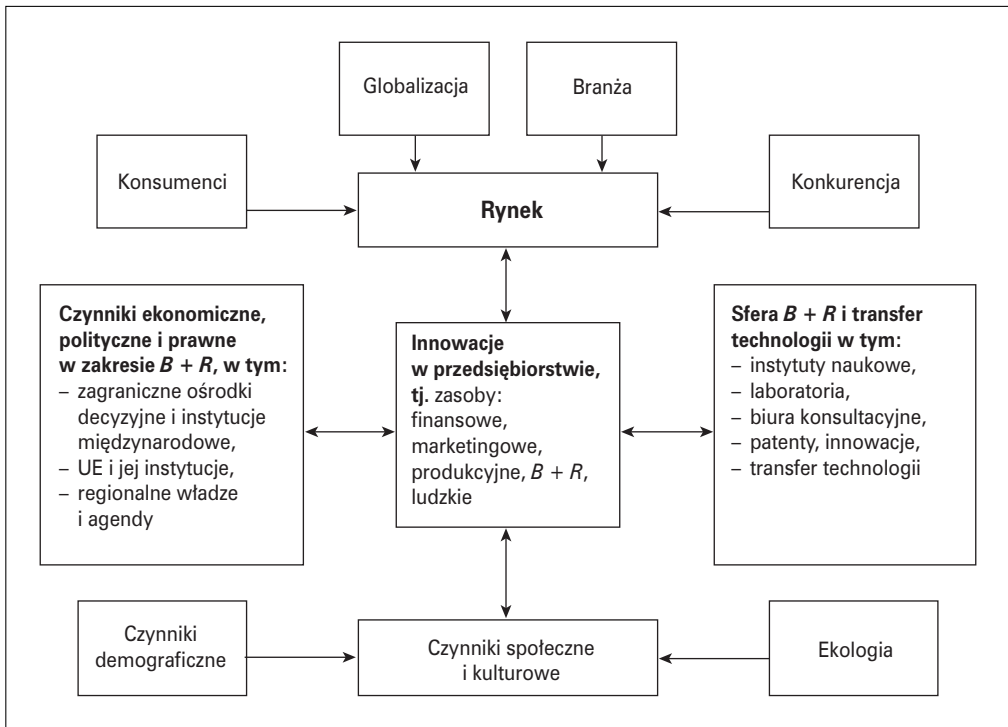 Globalizacja
Branża
Konsumenci
Konkurencja
Rynek
Czynniki ekonomiczne,
polityczne i prawne
w zakresie B + R, w tym:
– zagraniczne ośrodki
decyzyjne i instytucje
międzynarodowe,
– UE i jej instytucje,
– regionalne władze
i agendy
Innowacje
w przedsiębiorstwie,
tj. zasoby:
finansowe,
marketingowe,
produkcyjne, B + R,
ludzkie
Sfera B + R i transfer
technologii w tym:
– instytuty naukowe,
– laboratoria,
– biura konsultacyjne,
– patenty, innowacje,
– transfer technologii
Czynniki
demograficzne
Czynniki społeczne
i kulturowe
Ekologia